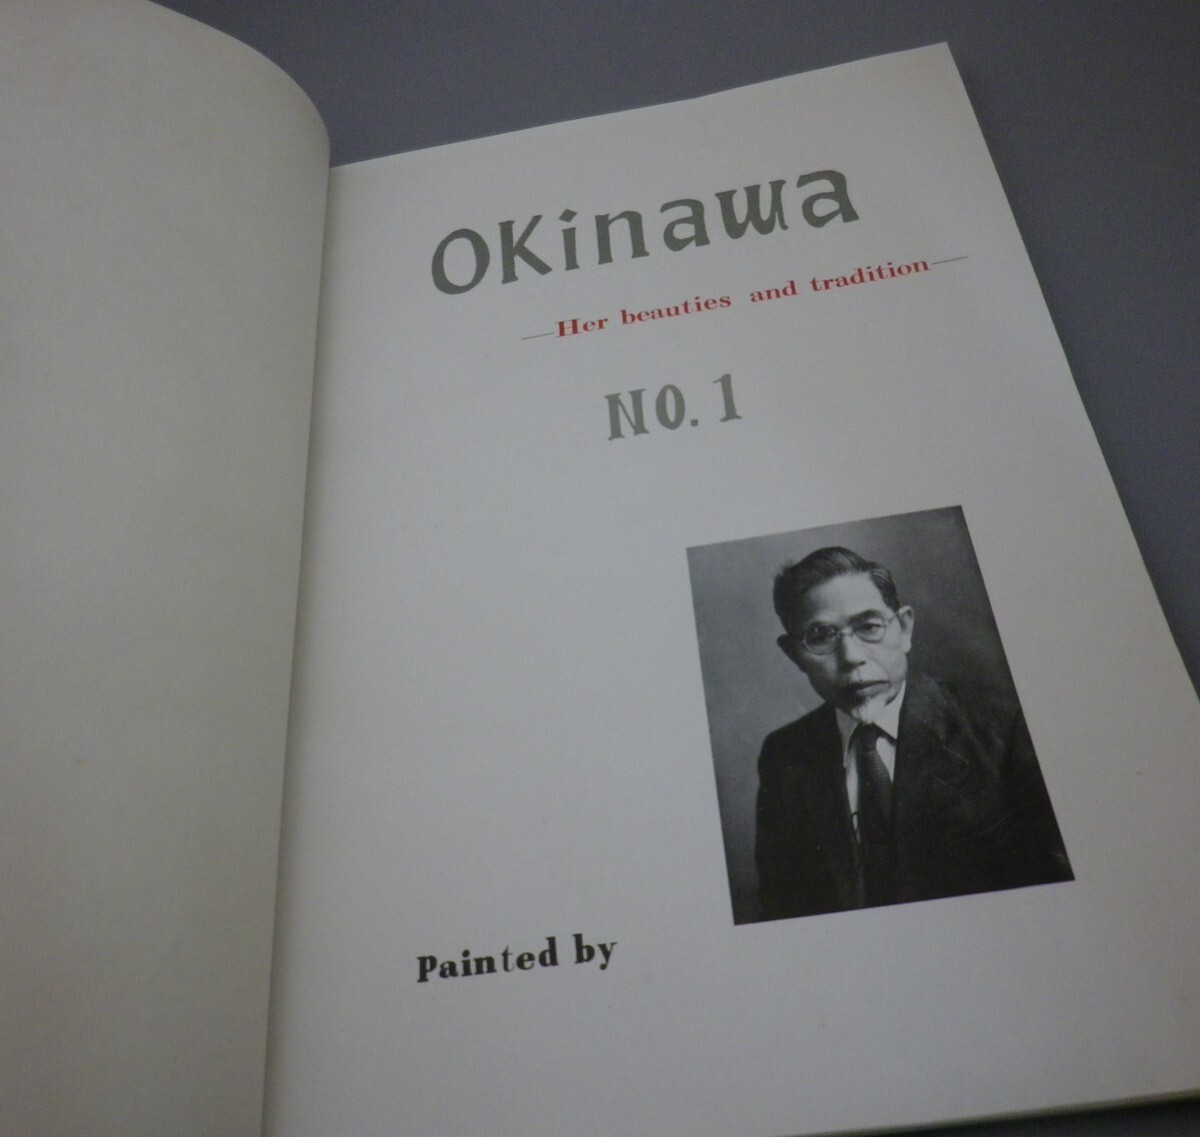 OKinawa
—Her beauties and tradition—
NO. 1
Painted by